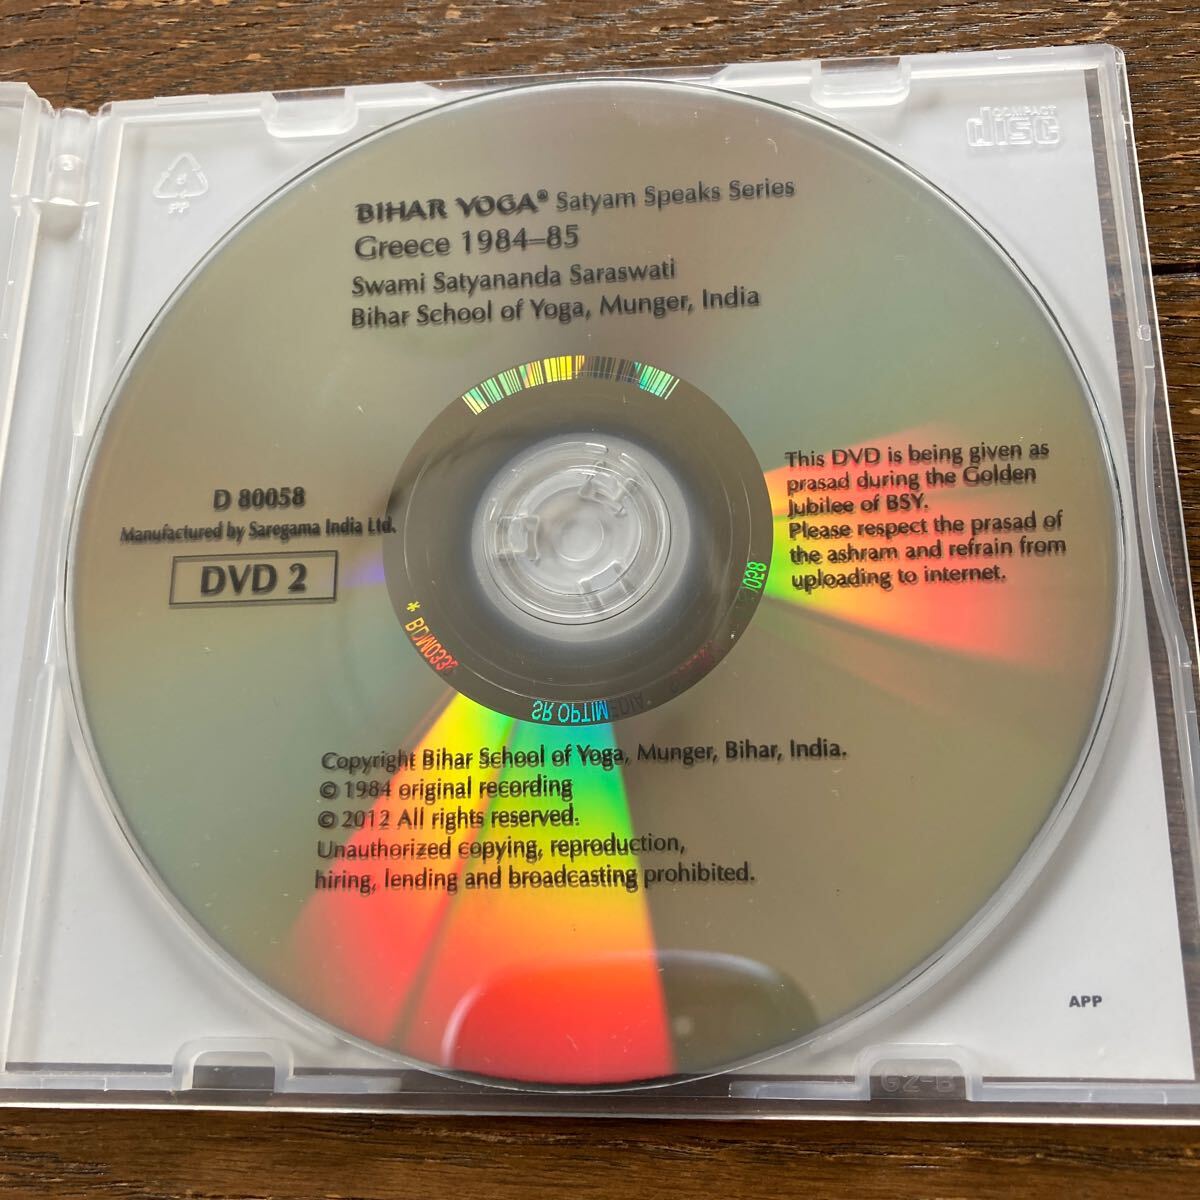 COMPACT
disc
PP
BIHAR YOGA® Satyam Speaks Series
Greece 1984–85
Swami Satyananda Saraswati
Bihar School of Yoga, Munger, India
D 80058
Manufactured by Saregama India Ltd.
DVD 2
This DVD is being given as
prasad during the Golden
Jubilee of BSY.
Please respect the prasad of
the ashram and refrain from
uploading to internet.
SR OPTIMEDIA
Copyright Bihar School of Yoga, Munger, Bihar, India.
© 1984 original recording
© 2012 All rights reserved.
Unauthorized copying, reproduction,
hiring, lending and broadcasting prohibited.
APP
G2-B